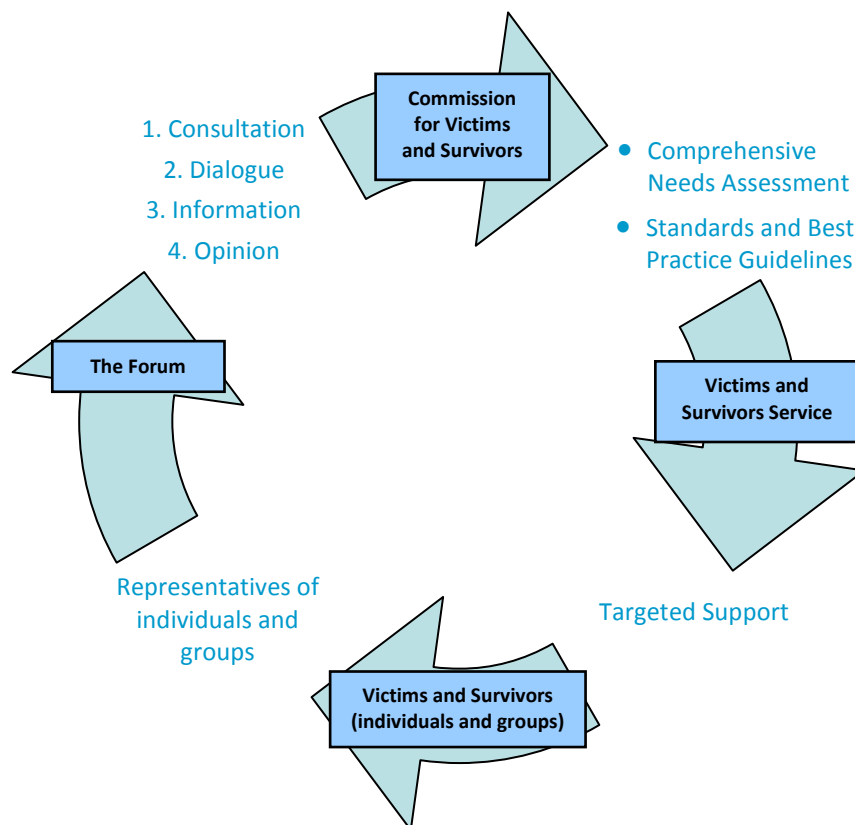 Commission
for Victims
and Survivors
1. Consultation
2. Dialogue
3. Information
4. Opinion
• Comprehensive
Needs Assessment
• Standards and Best
Practice Guidelines
The Forum
Victims and
Survivors Service
Representatives of
individuals and
groups
Targeted Support
Victims and Survivors
(individuals and groups)